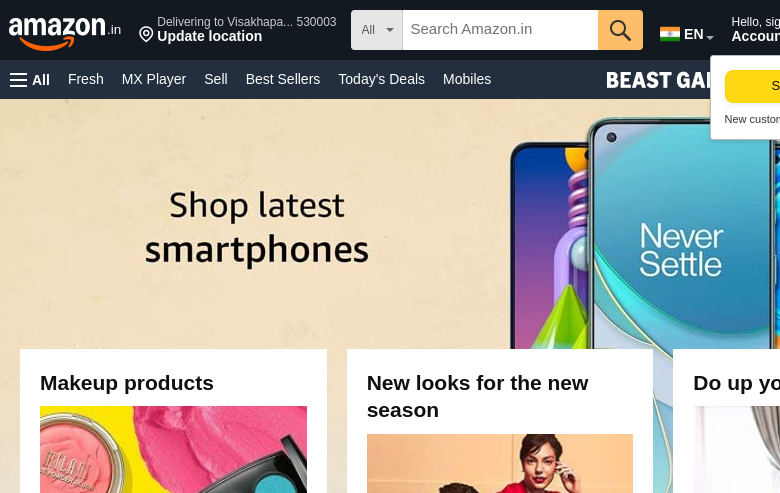 amazon.in
Delivering to Visakhapa... 530003
Update location
All
Search Amazon.in
EN
Hello, sig
Accoun
All
Fresh
MX Player
Sell
Best Sellers
Today's Deals
Mobiles
BEAST GA
S
New custom
Shop latest
smartphones
Never
Settle
Makeup products
New looks for the new
season
Do up yo
MILANI